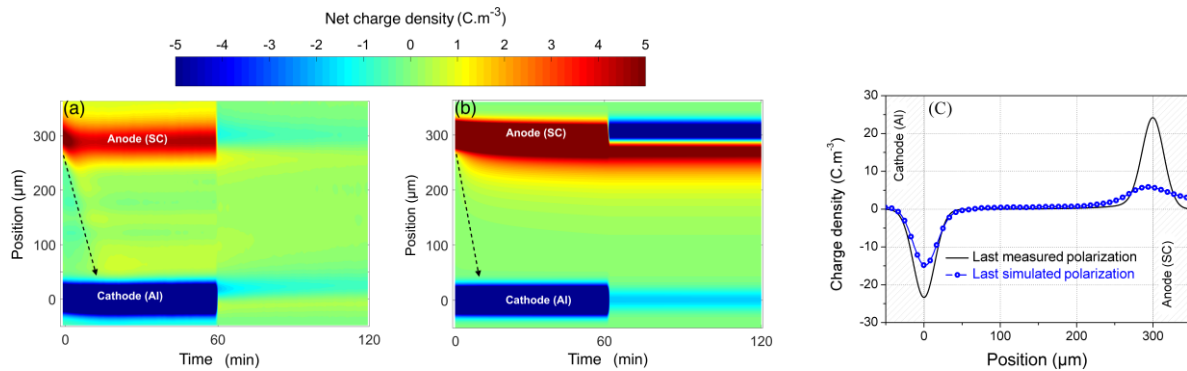 Net charge density (C.m⁻³)
-5 -4 -3 -2 -1 0 1 2 3 4 5
(a)
Anode (SC)
Cathode (Al)
Position (µm)
300
200
100
0
0 60 120
Time (min)
(b)
Anode (SC)
Cathode (Al)
Position (µm)
300
200
100
0
0 60 120
Time (min)
(C)
Cathode (Al)
Anode (SC)
Charge density (C.m⁻³)
30
20
10
0
-5
-10
-15
-20
-25
-30
Last measured polarization
Last simulated polarization
0 100 200 300
Position (µm)